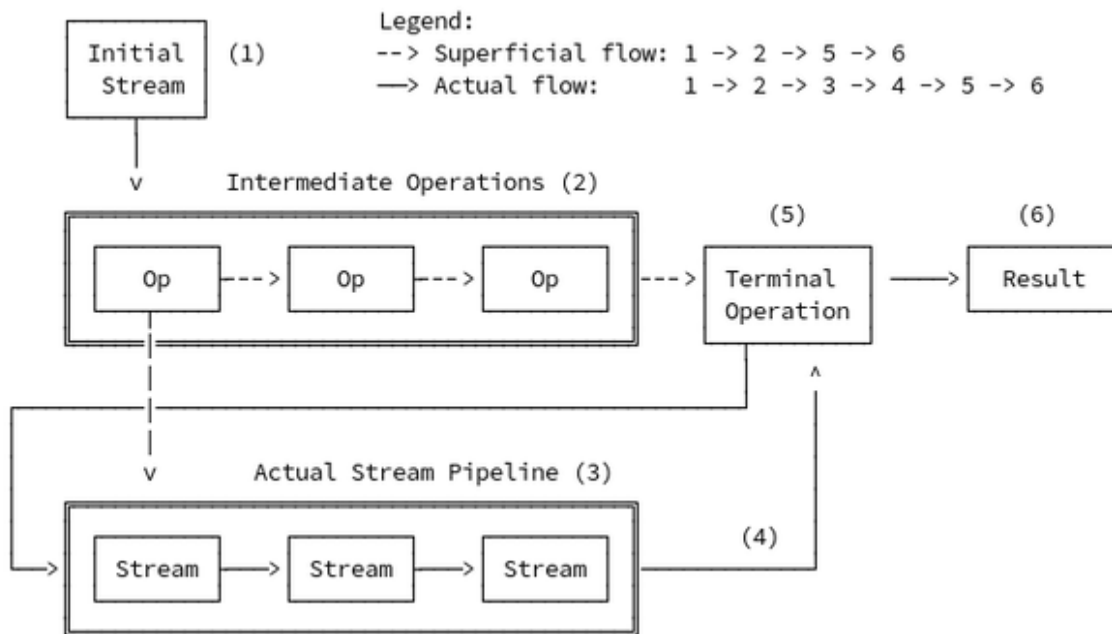 Legend:
Initial Stream (1)
---> Superficial flow: 1 -> 2 -> 5 -> 6
——> Actual flow: 1 -> 2 -> 3 -> 4 -> 5 -> 6
Intermediate Operations (2)
(5)
(6)
Op
Op
Op
Terminal
Operation
Result
Actual Stream Pipeline (3)
(4)
Stream
Stream
Stream